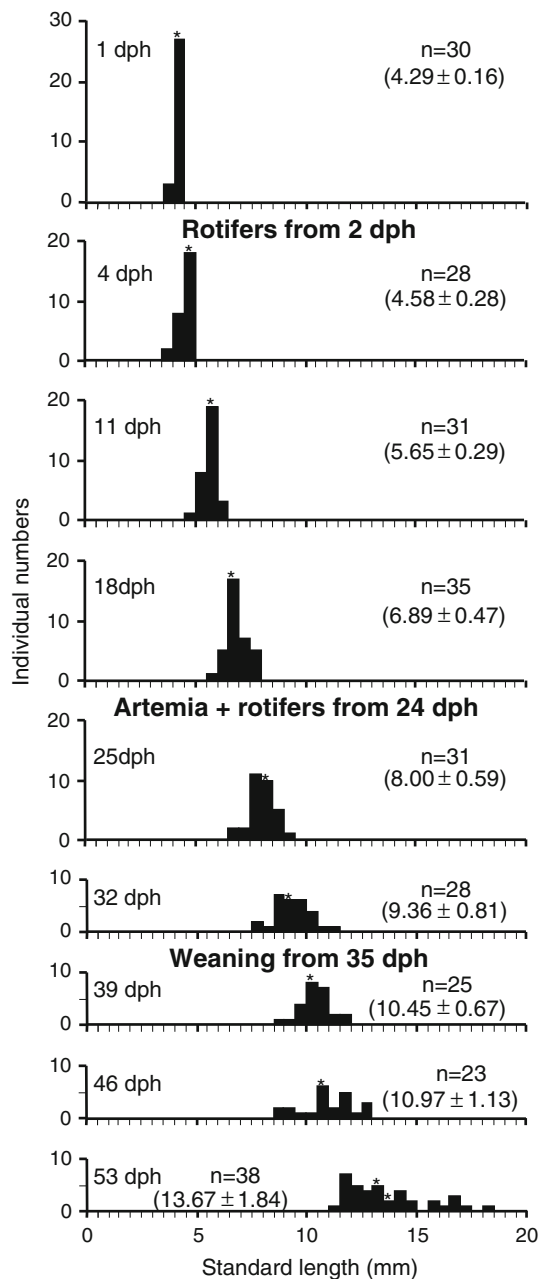 30
1 dph
*
n=30
(4.29 ± 0.16)
20
10
0
0 5 10 15 20
Rotifers from 2 dph
20
4 dph
*
n=28
(4.58 ± 0.28)
10
0
20
11 dph
*
n=31
(5.65 ± 0.29)
10
0
Individual numbers
20
18dph
*
n=35
(6.89 ± 0.47)
10
0
Artemia + rotifers from 24 dph
20
25dph
*
n=31
(8.00 ± 0.59)
10
0
10
32 dph
*
n=28
(9.36 ± 0.81)
0
Weaning from 35 dph
10
39 dph
*
n=25
(10.45 ± 0.67)
0
10
46 dph
*
n=23
(10.97 ± 1.13)
0
10
53 dph
n=38
(13.67 ± 1.84)
*
*
0
0 5 10 15 20
Standard length (mm)